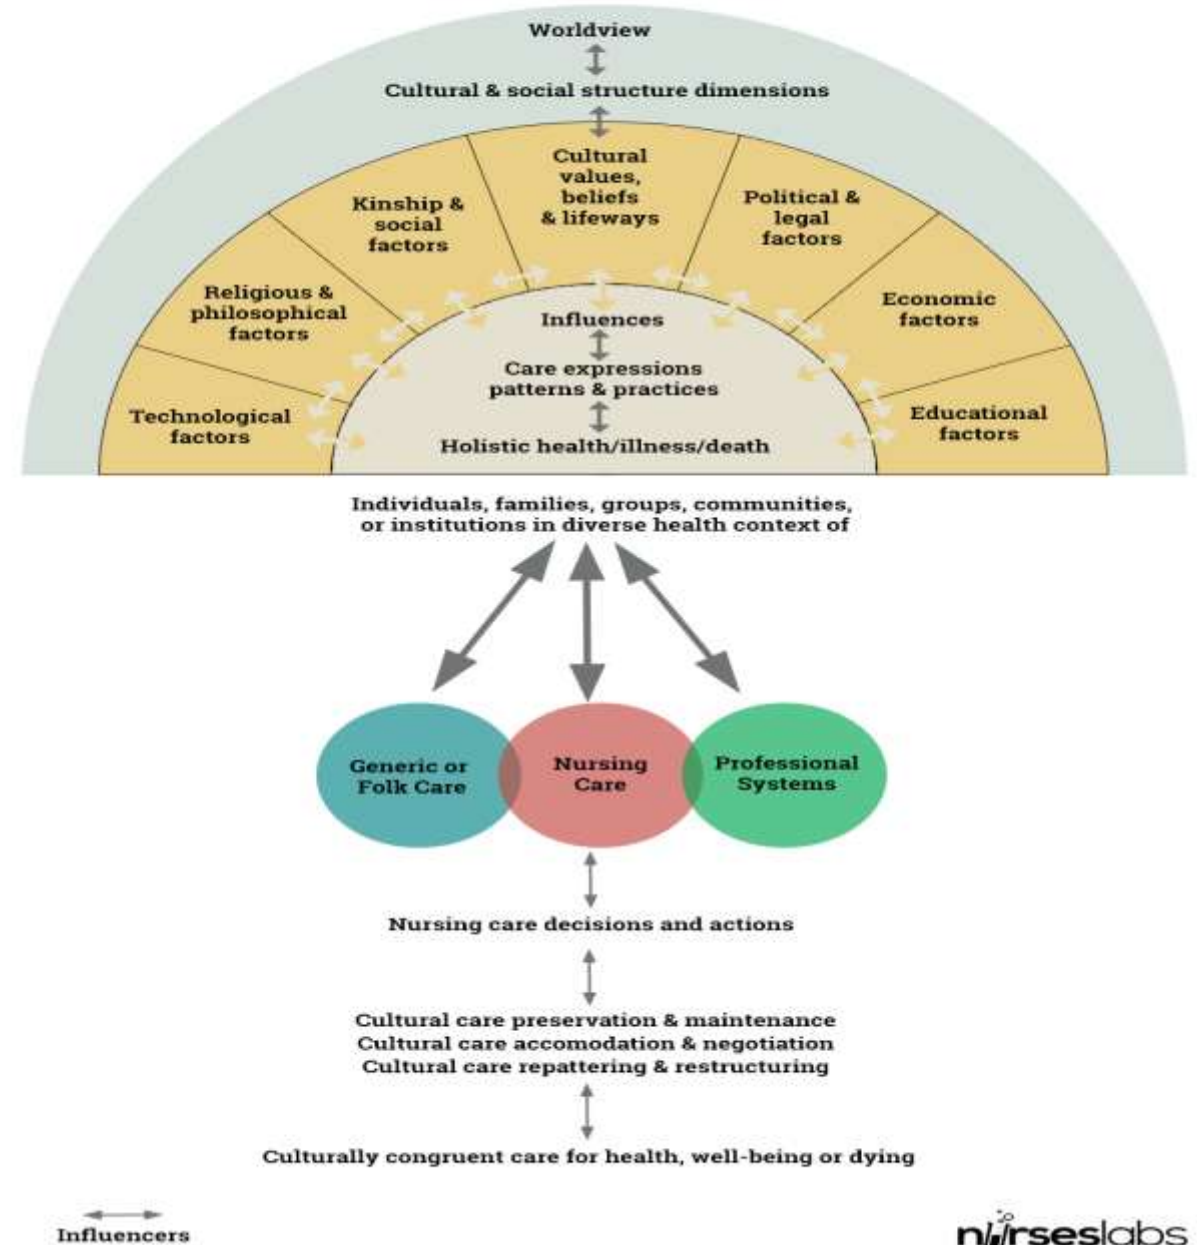 Worldview
Cultural & social structure dimensions
Cultural
values,
beliefs
& lifeways
Kinship &
social
factors
Political &
legal
factors
Religious &
philosophical
factors
Economic
factors
Technological
factors
Educational
factors
Influences
Care expressions
patterns & practices
Holistic health/illness/death
Individuals, families, groups, communities,
or institutions in diverse health context of
Generic or
Folk Care
Nursing
Care
Professional
Systems
Nursing care decisions and actions
Cultural care preservation & maintenance
Cultural care accomodation & negotiation
Cultural care repattering & restructuring
Culturally congruent care for health, well-being or dying
Influencers
nurseslabs